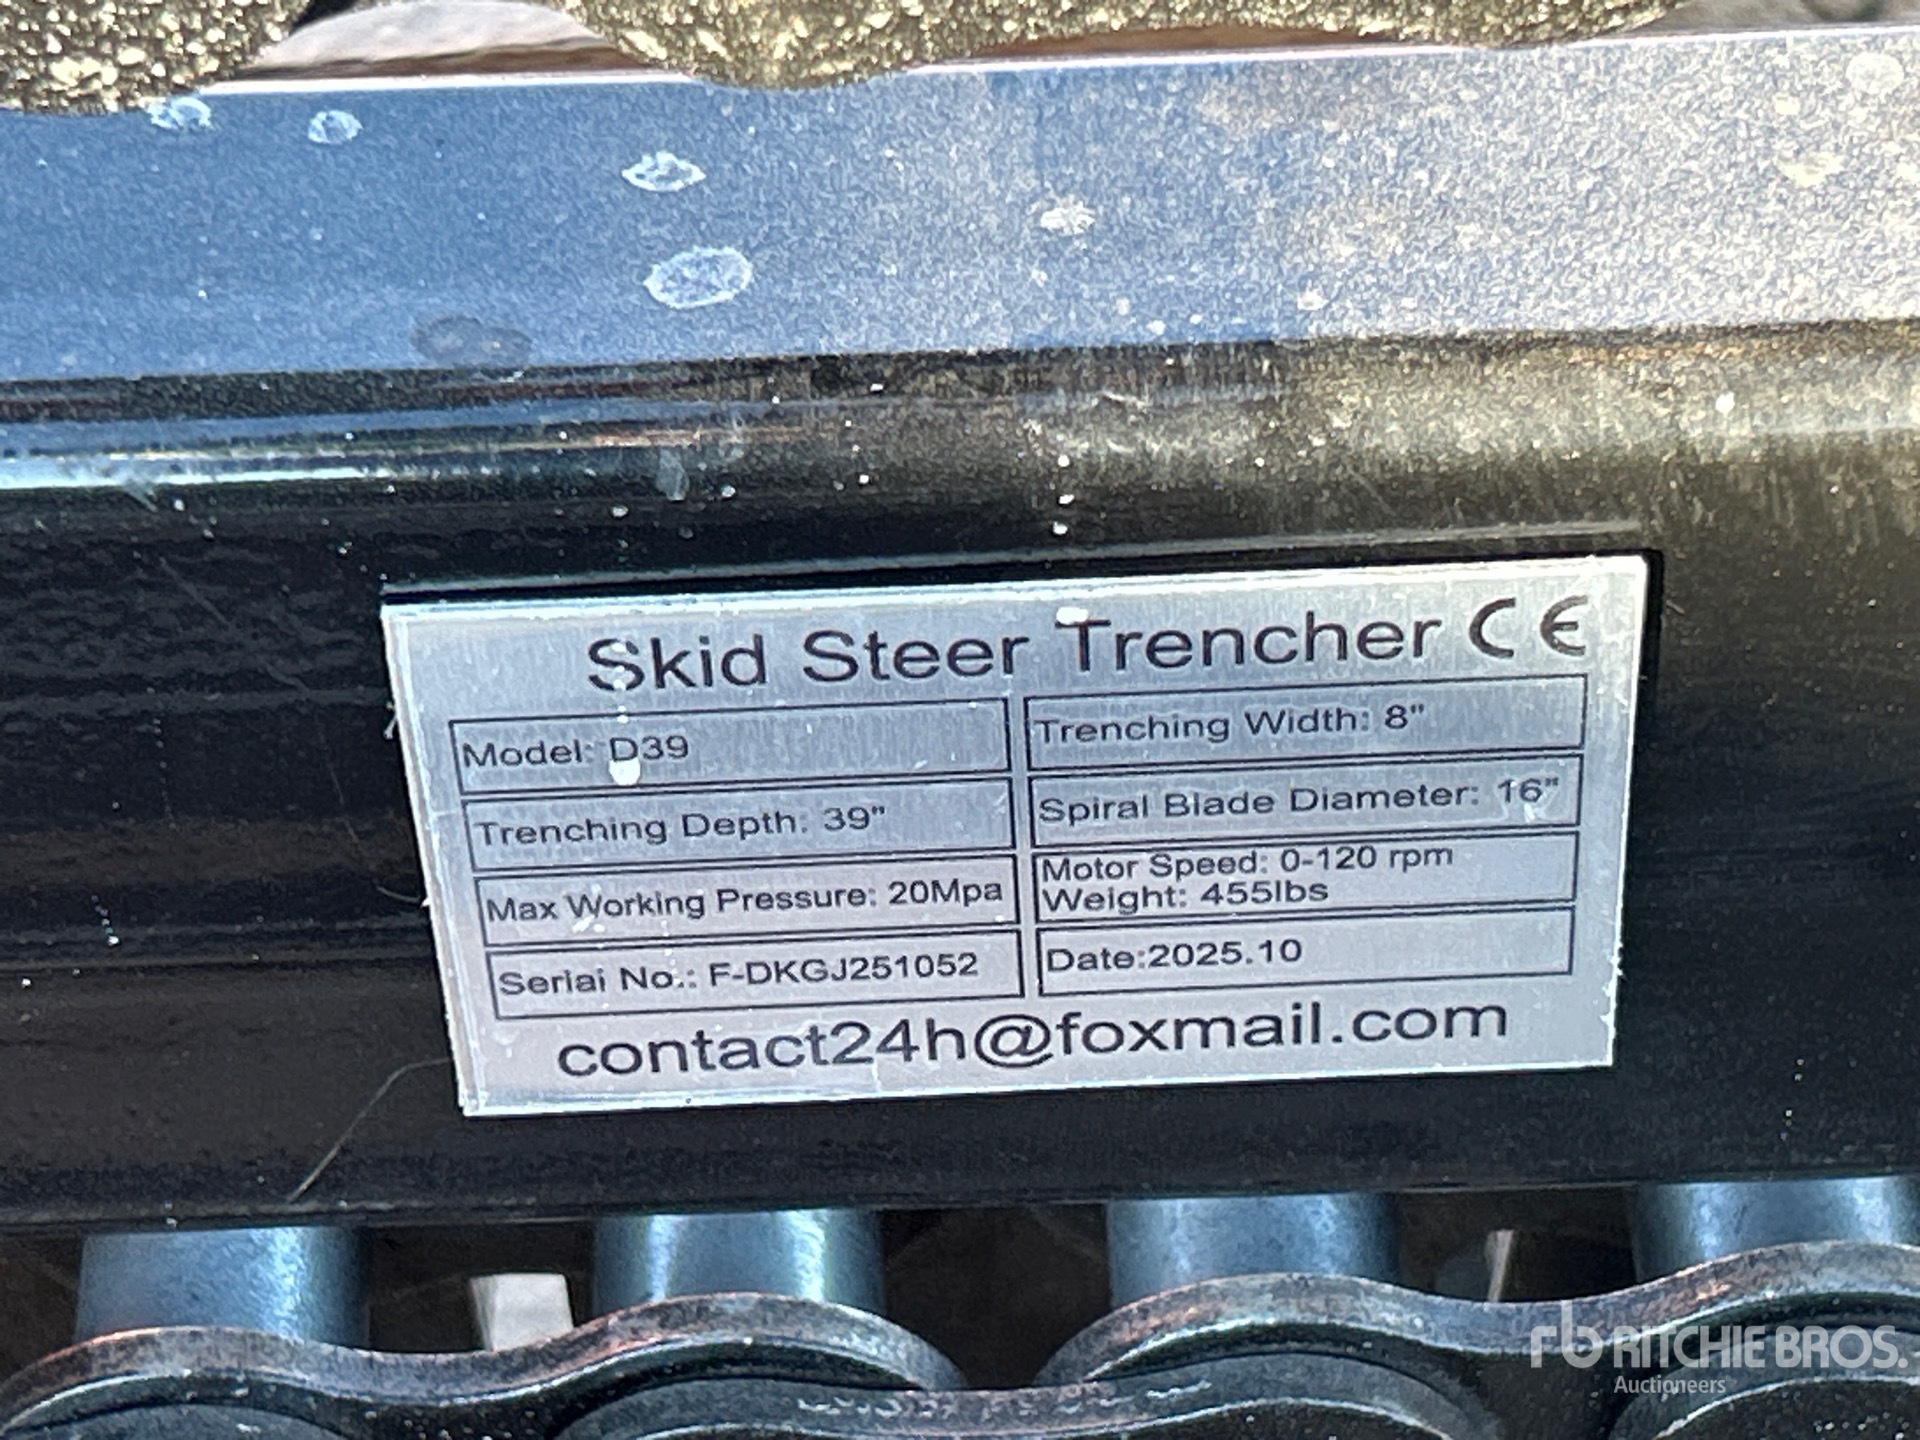 Skid Steer Trencher CE
Model: D39
Trenching Width: 8"
Trenching Depth: 39"
Spiral Blade Diameter: 16"
Max Working Pressure: 20Mpa
Motor Speed: 0-120 rpm
Weight: 455lbs
Serial No.: F-DKGJ251052
Date:2025.10
contact24h@foxmail.com
rb RITCHIE BROS.
Auctioneers